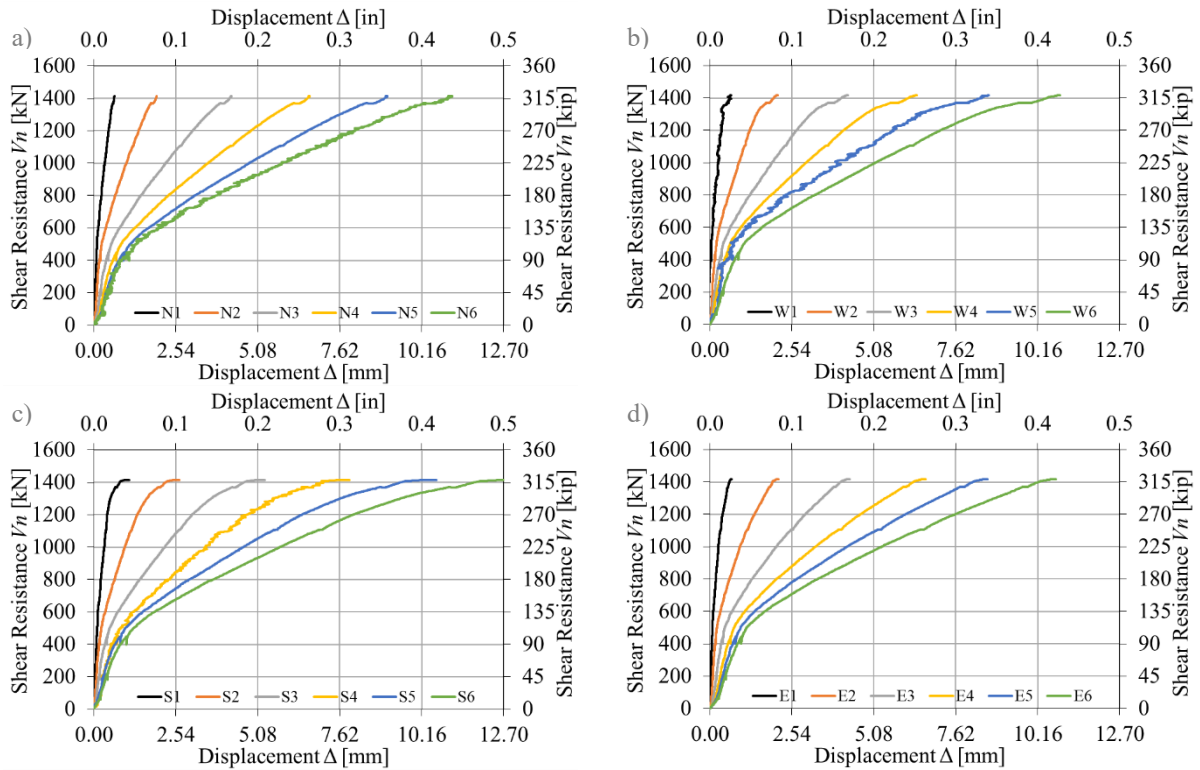 a)
Displacement Δ [in]
0.0 0.1 0.2 0.3 0.4 0.5
Shear Resistance Vn [kN]
1600 1400 1200 1000 800 600 400 200 0
360 315 270 225 180 135 90 45 0
Shear Resistance Vn [kip]
N1 N2 N3 N4 N5 N6
0.00 2.54 5.08 7.62 10.16 12.70
Displacement Δ [mm]
b)
Displacement Δ [in]
0.0 0.1 0.2 0.3 0.4 0.5
Shear Resistance Vn [kN]
1600 1400 1200 1000 800 600 400 200 0
360 315 270 225 180 135 90 45 0
Shear Resistance Vn [kip]
W1 W2 W3 W4 W5 W6
0.00 2.54 5.08 7.62 10.16 12.70
Displacement Δ [mm]
c)
Displacement Δ [in]
0.0 0.1 0.2 0.3 0.4 0.5
Shear Resistance Vn [kN]
1600 1400 1200 1000 800 600 400 200 0
360 315 270 225 180 135 90 45 0
Shear Resistance Vn [kip]
S1 S2 S3 S4 S5 S6
0.00 2.54 5.08 7.62 10.16 12.70
Displacement Δ [mm]
d)
Displacement Δ [in]
0.0 0.1 0.2 0.3 0.4 0.5
Shear Resistance Vn [kN]
1600 1400 1200 1000 800 600 400 200 0
360 315 270 225 180 135 90 45 0
Shear Resistance Vn [kip]
E1 E2 E3 E4 E5 E6
0.00 2.54 5.08 7.62 10.16 12.70
Displacement Δ [mm]